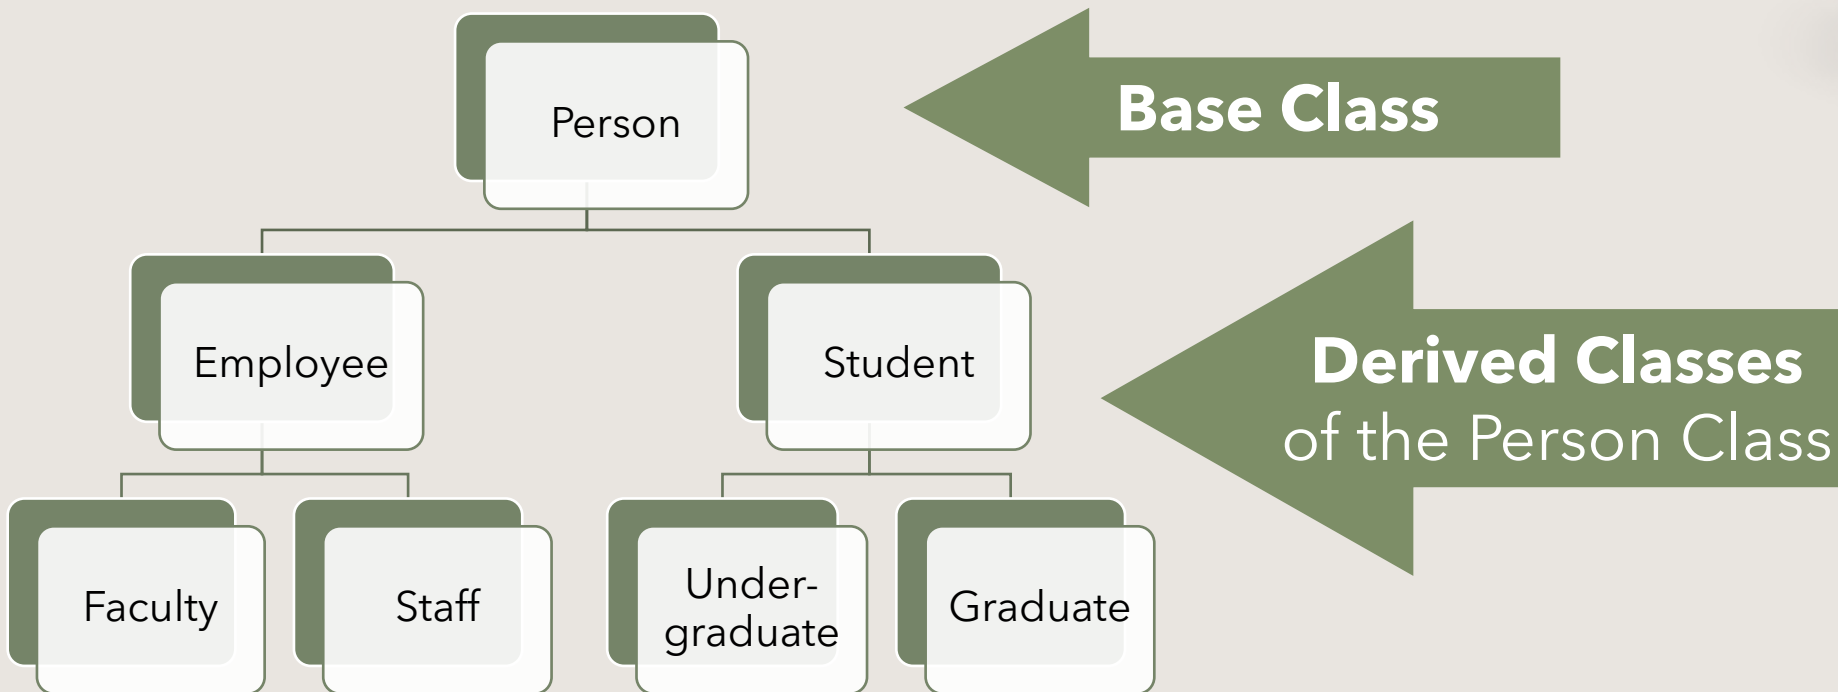 Person
Base Class
Employee
Student
Derived Classes
of the Person Class
Faculty
Staff
Under-
graduate
Graduate